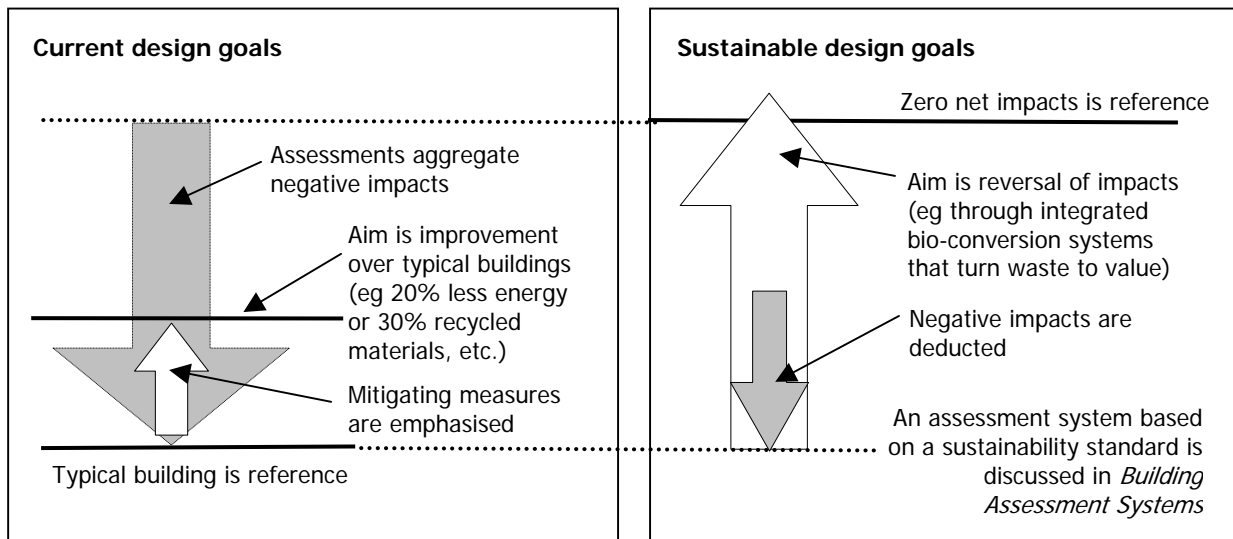 Current design goals
Assessments aggregate
negative impacts
Aim is improvement
over typical buildings
(eg 20% less energy
or 30% recycled
materials, etc.)
Mitigating measures
are emphasised
Typical building is reference
Sustainable design goals
Zero net impacts is reference
Aim is reversal of impacts
(eg through integrated
bio-conversion systems
that turn waste to value)
Negative impacts are
deducted
An assessment system based
on a sustainability standard is
discussed in Building
Assessment Systems